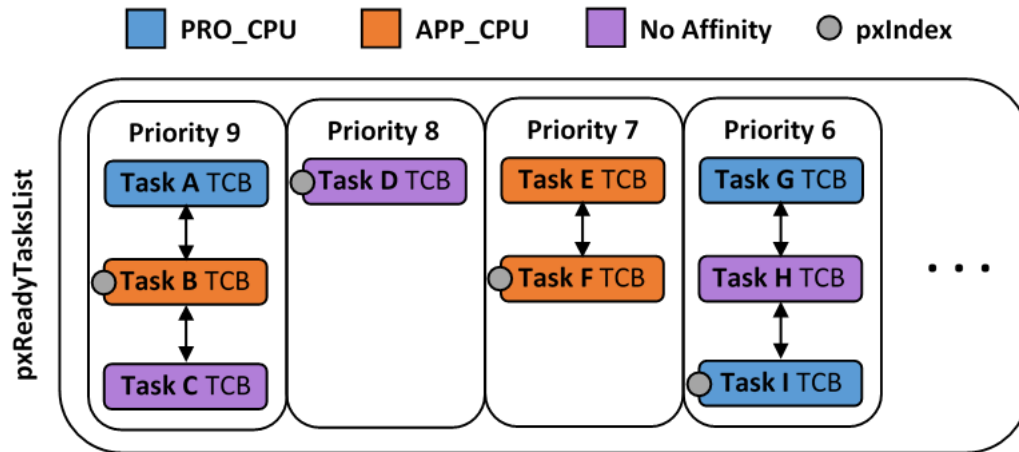 PRO_CPU
APP_CPU
No Affinity
pxIndex
pxReadyTasksList
Priority 9
Priority 8
Priority 7
Priority 6
Task A TCB
Task D TCB
Task E TCB
Task G TCB
Task B TCB
Task F TCB
Task H TCB
Task C TCB
Task I TCB
. . .